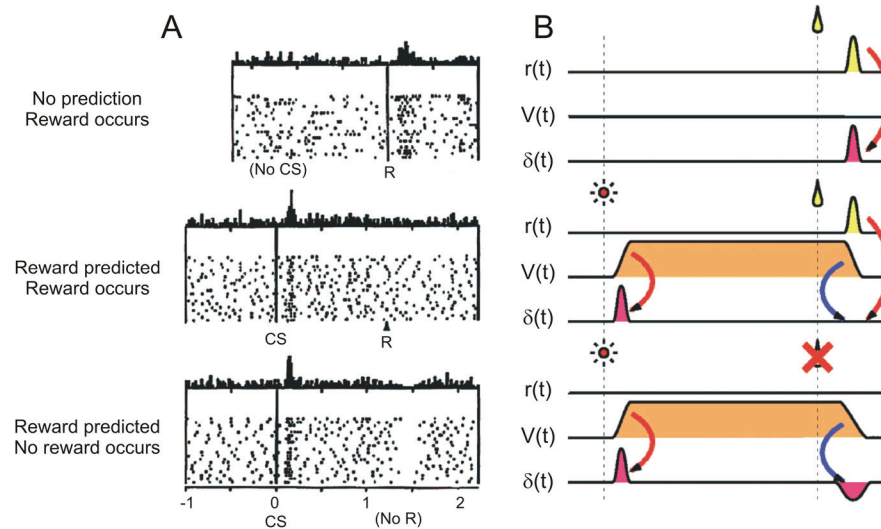 A
B
No prediction
Reward occurs
(No CS)
R
r(t)
V(t)
δ(t)
Reward predicted
Reward occurs
CS
R
r(t)
V(t)
δ(t)
Reward predicted
No reward occurs
-1
0
1
2
CS
(No R)
r(t)
V(t)
δ(t)